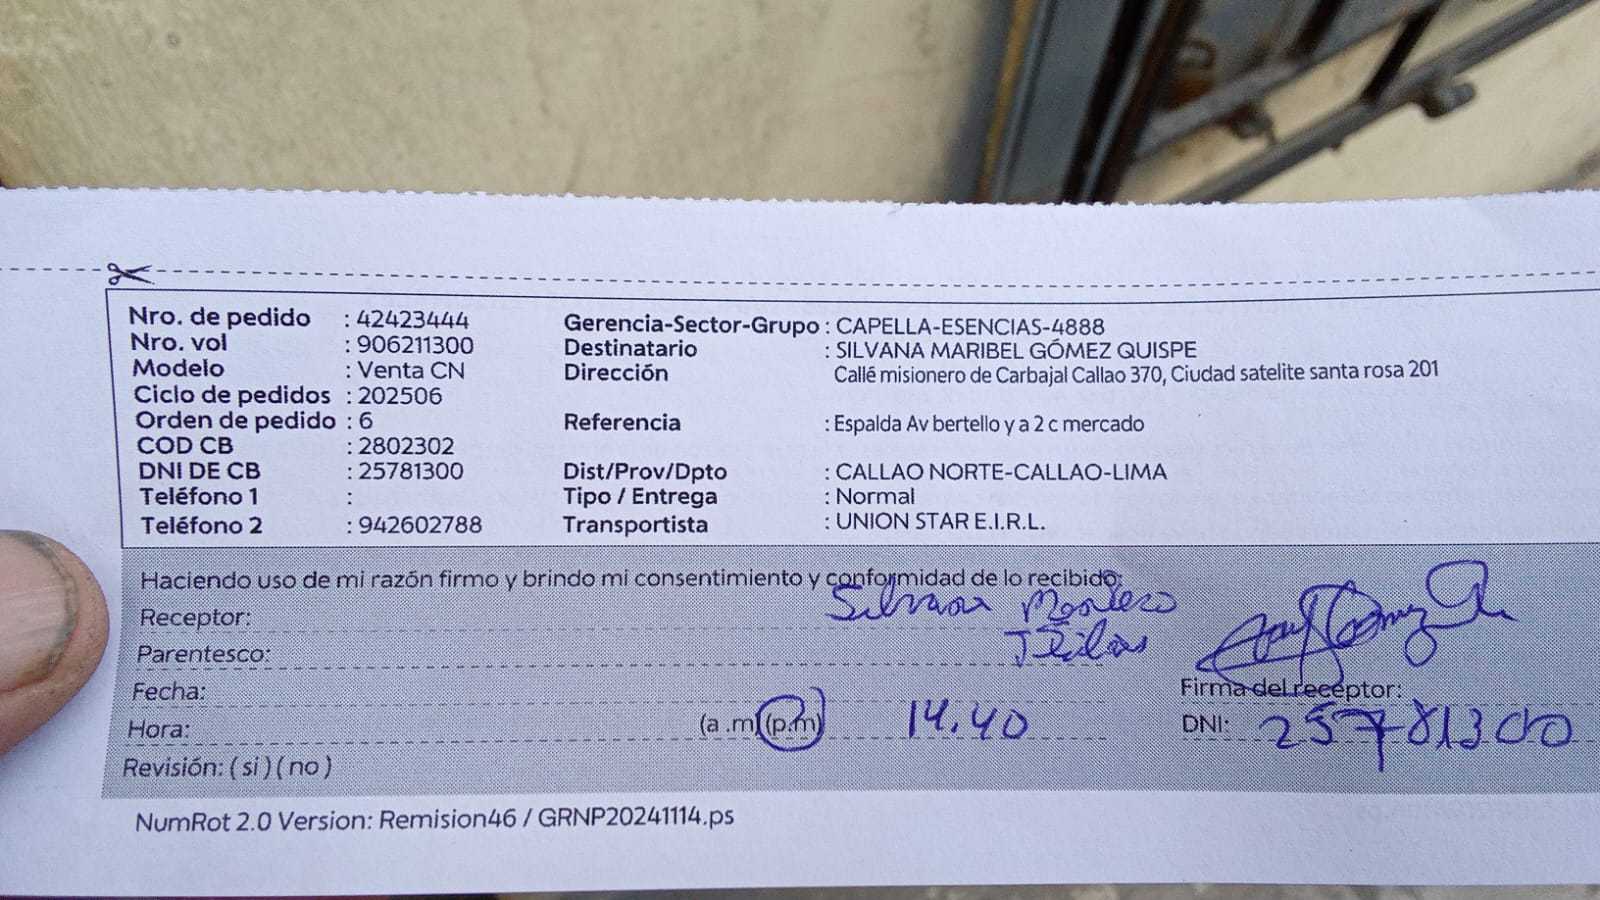 Nro. de pedido : 42423444
Nro. vol : 906211300
Modelo : Venta CN
Ciclo de pedidos : 202506
Orden de pedido : 6
COD CB : 2802302
DNI DE CB : 25781300
Teléfono 1 :
Teléfono 2 : 942602788
Gerencia-Sector-Grupo : CAPELLA-ESENCIAS-4888
Destinatario : SILVANA MARIBEL GÓMEZ QUISPE
Dirección Callé misionero de Carbajal Callao 370, Ciudad satelite santa rosa 201
Referencia : Espalda Av bertello y a 2 c mercado
Dist/Prov/Dpto : CALLAO NORTE-CALLAO-LIMA
Tipo / Entrega : Normal
Transportista : UNION STAR E.I.R.L.
Haciendo uso de mi razón firmo y brindo mi consentimiento y conformidad de lo recibido:
Receptor: Silvana
Parentesco:
Fecha:
Hora: (a .m)(p.m) 14.40
Revisión: ( si ) ( no )
Firma del receptor:
DNI: 25781300
NumRot 2.0 Version: Remision46 / GRNP20241114.ps